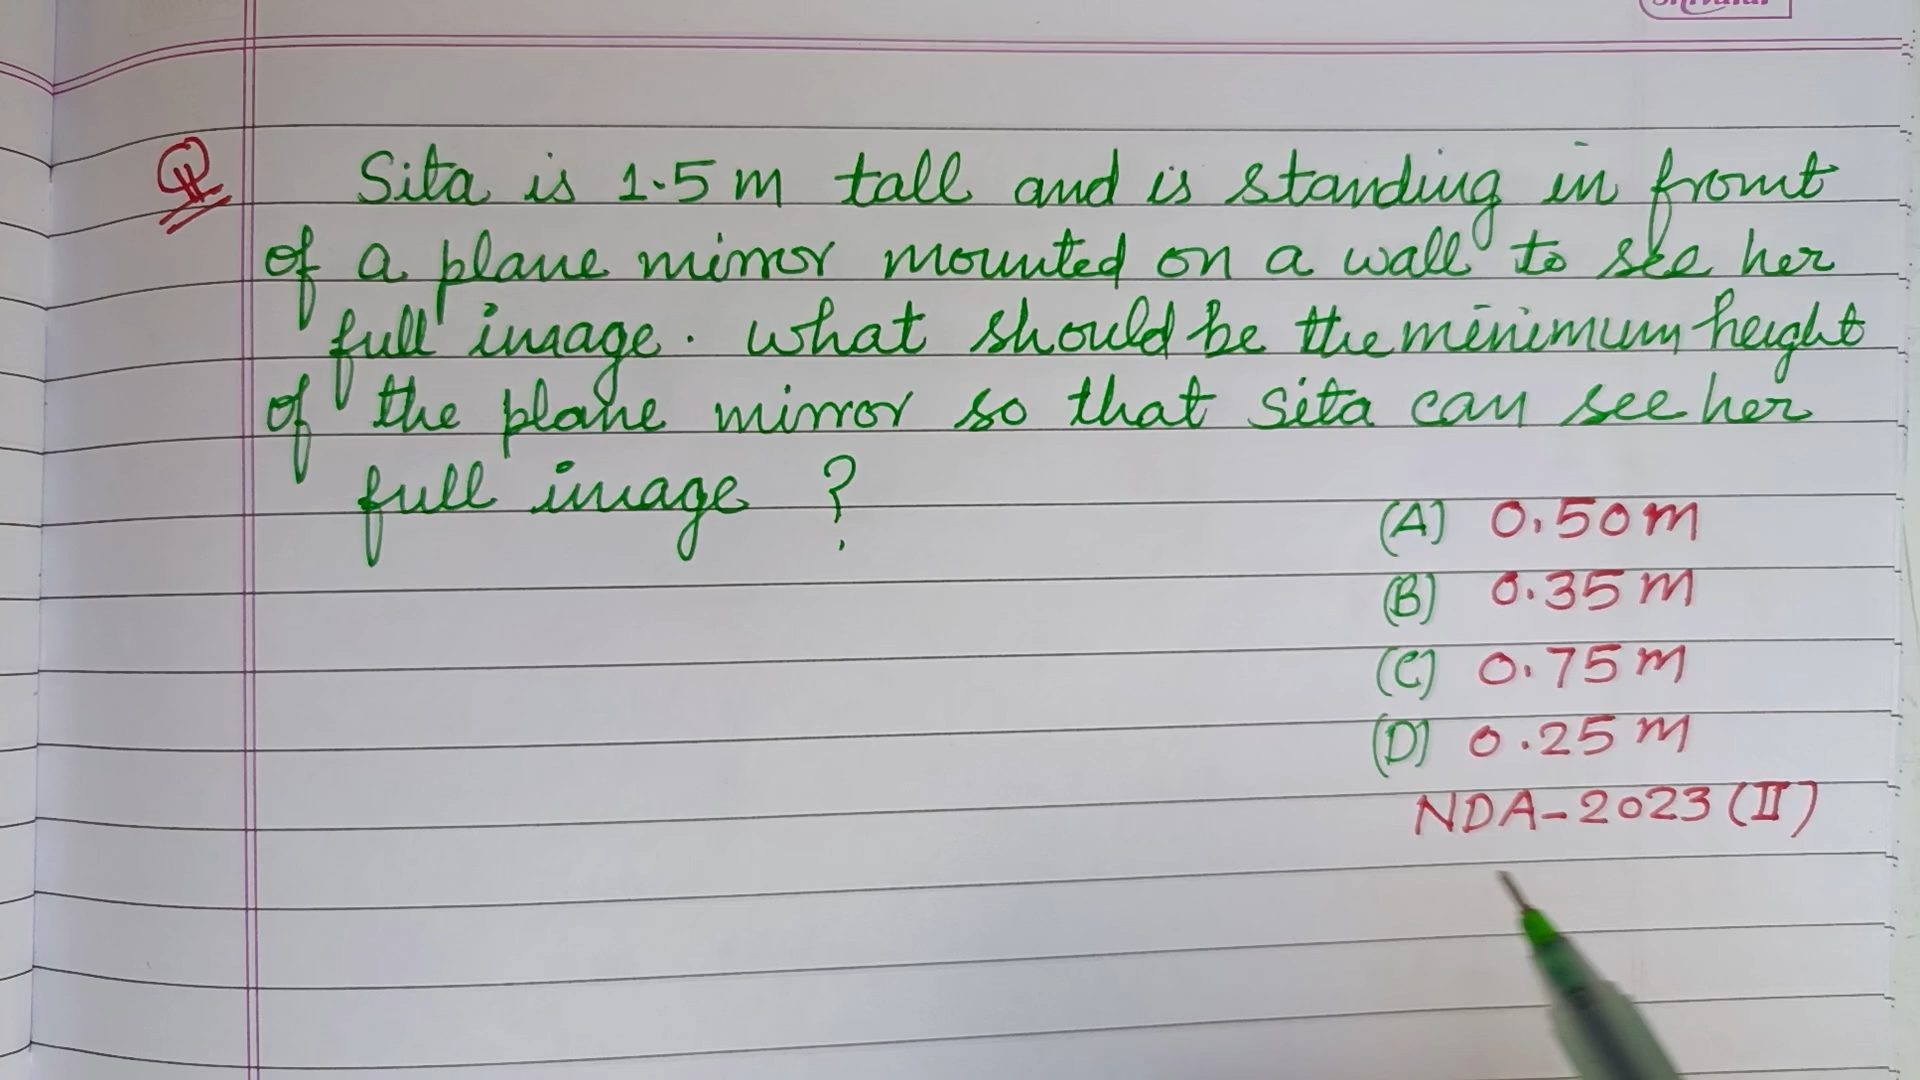 Q Sita is 1.5 m tall and is standing in front
of a plane mirror mounted on a wall to see her
full image. What should be the minimum height
of the plane mirror so that Sita can see her
full image ?
(A) 0.50 m
(B) 0.35 m
(C) 0.75 m
(D) 0.25 m
NDA-2023 (II)